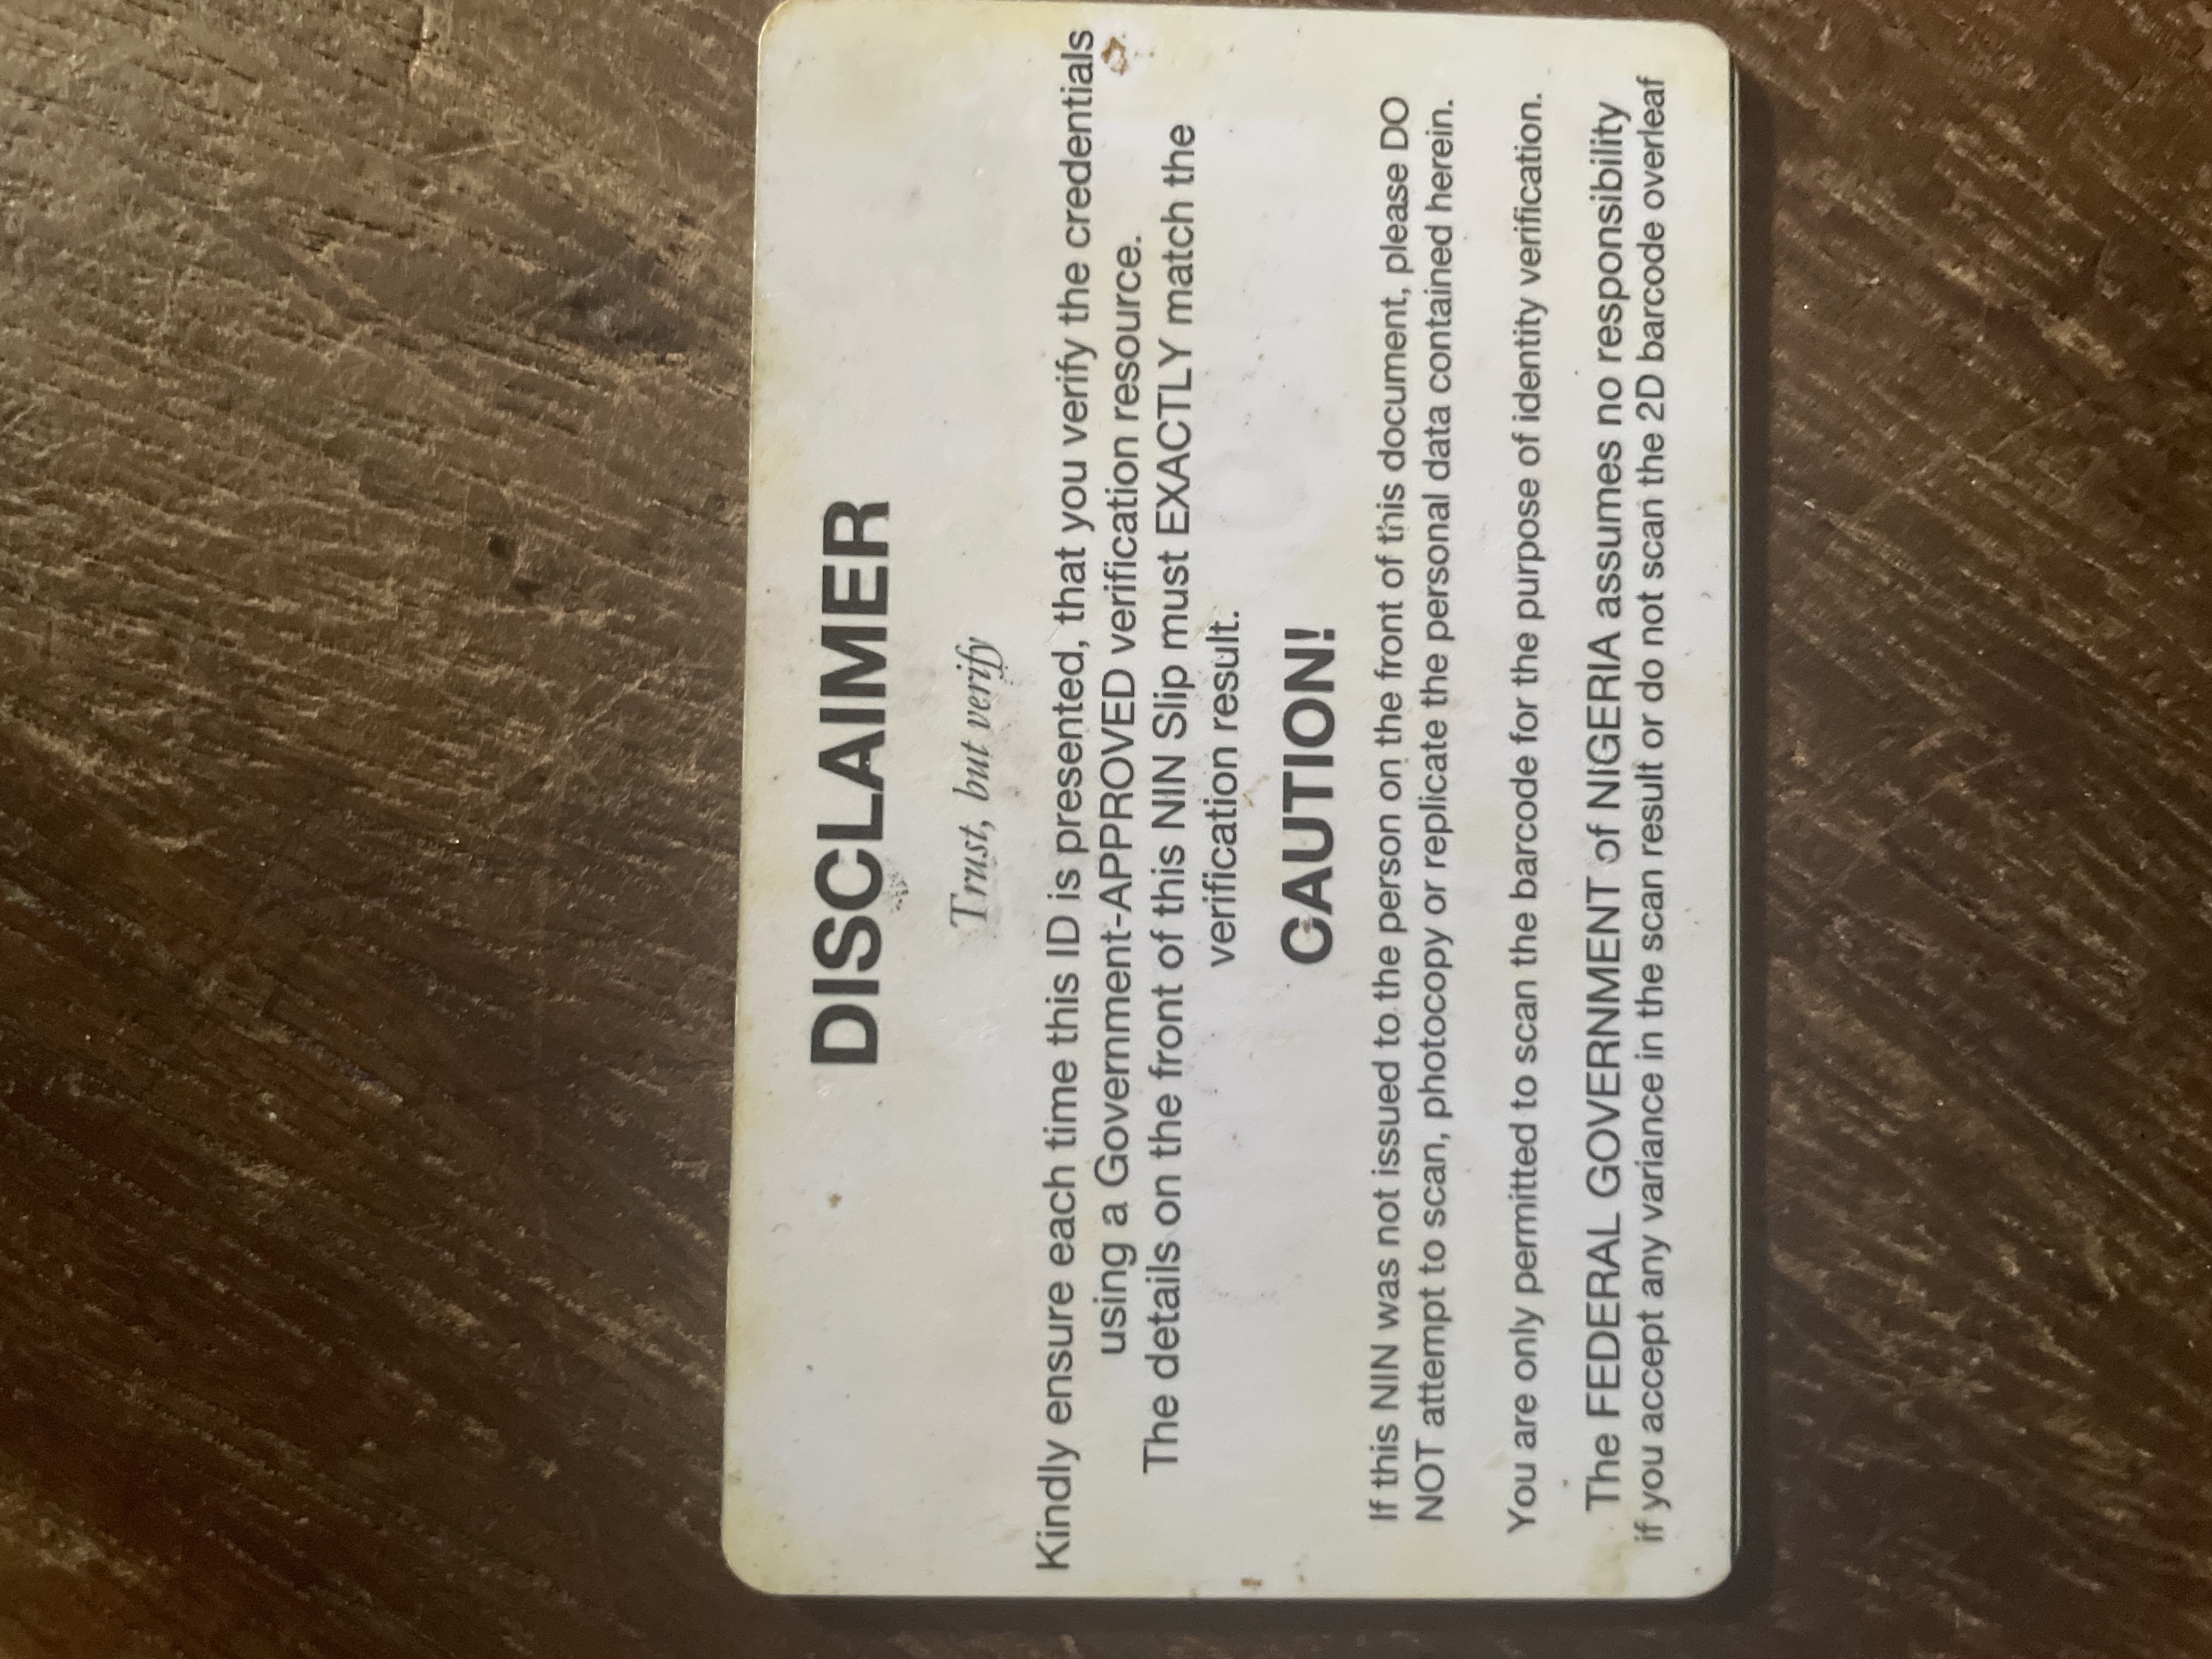 DISCLAIMER
Trust, but verify
Kindly ensure each time this ID is presented, that you verify the credentials
using a Government-APPROVED verification resource.
The details on the front of this NIN Slip must EXACTLY match the
verification result.
CAUTION!
If this NIN was not issued to the person on the front of this document, please DO
NOT attempt to scan, photocopy or replicate the personal data contained herein.
You are only permitted to scan the barcode for the purpose of identity verification.
The FEDERAL GOVERNMENT of NIGERIA assumes no responsibility
if you accept any variance in the scan result or do not scan the 2D barcode overleaf